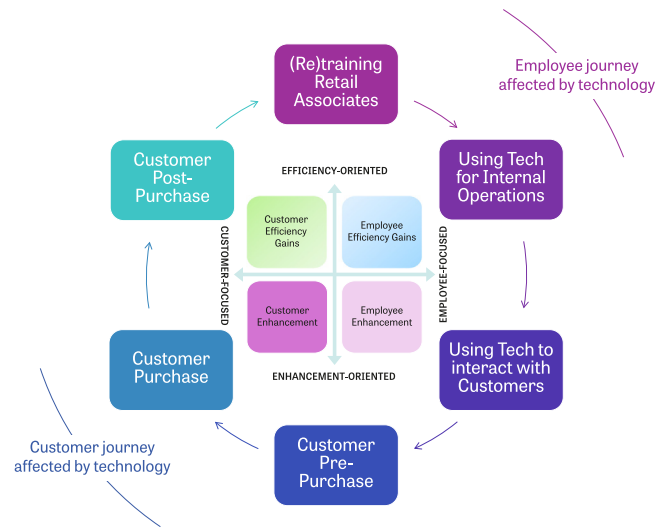 (Re)training
Retail
Associates
Employee journey
affected by technology
Customer
Post-
Purchase
Using Tech
for Internal
Operations
EFFICIENCY-ORIENTED
CUSTOMER-FOCUSED
EMPLOYEE-FOCUSED
Customer
Efficiency
Gains
Employee
Efficiency Gains
Customer
Enhancement
Employee
Enhancement
ENHANCEMENT-ORIENTED
Customer
Purchase
Using Tech to
interact with
Customers
Customer journey
affected by technology
Customer
Pre-
Purchase